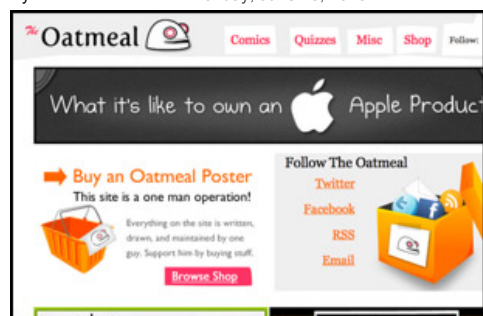 The Oatmeal
Comics Quizzes Misc Shop Follow:
What it's like to own an Apple Product
Buy an Oatmeal Poster
This site is a one man operation!
Everything on the site is written,
drawn, and maintained by one
guy. Support him by buying stuff.
Browse Shop
Follow The Oatmeal
Twitter
Facebook
RSS
Email